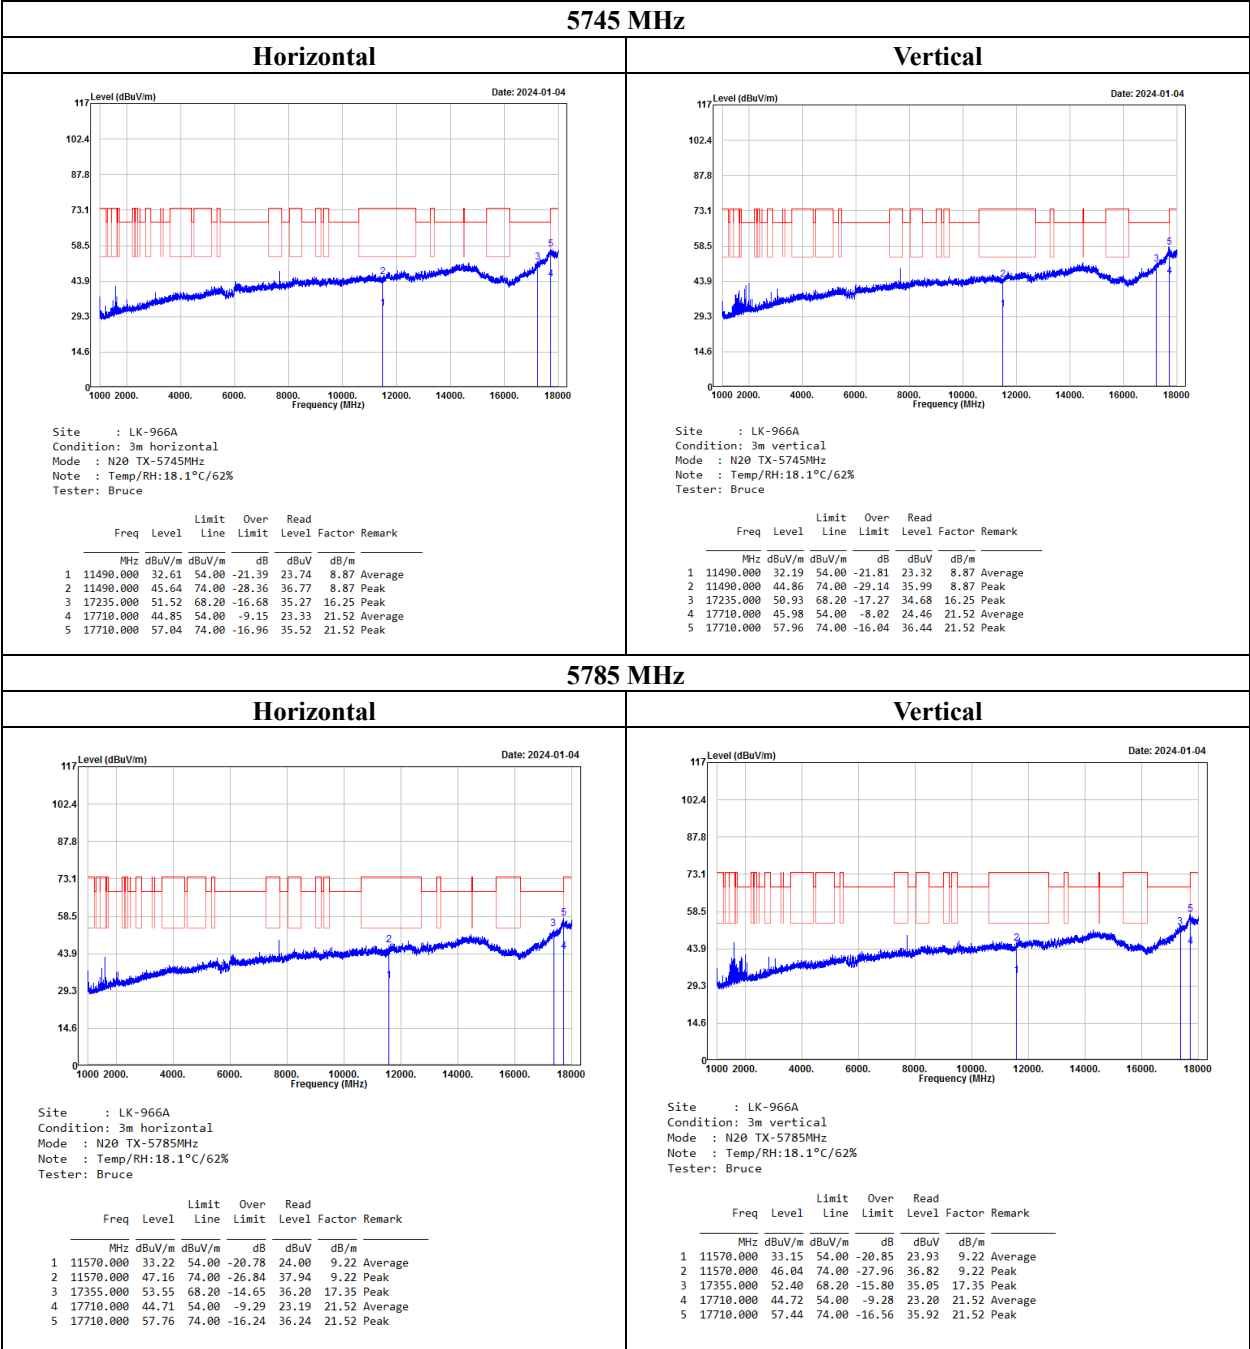 5745 MHz
Horizontal
Vertical
Level (dBuV/m)
Date: 2024-01-04
117
102.4
87.8
73.1
58.5
43.9
29.3
14.6
0
5
3
2
4
1
1000 2000. 4000. 6000. 8000. 10000. 12000. 14000. 16000. 18000
Frequency (MHz)
Site : LK-966A
Condition: 3m horizontal
Mode : N20 TX-5745MHz
Note : Temp/RH:18.1°C/62%
Tester: Bruce
Limit Over Read
Freq Level Line Limit Level Factor Remark
MHz dBuV/m dBuV/m dB dBuV dB/m
1 11490.000 32.61 54.00 -21.39 23.74 8.87 Average
2 11490.000 45.64 74.00 -28.36 36.77 8.87 Peak
3 17235.000 51.52 68.20 -16.68 35.27 16.25 Peak
4 17710.000 44.85 54.00 -9.15 23.33 21.52 Average
5 17710.000 57.04 74.00 -16.96 35.52 21.52 Peak
Level (dBuV/m)
Date: 2024-01-04
117
102.4
87.8
73.1
58.5
43.9
29.3
14.6
0
5
3
4
2
1
1000 2000. 4000. 6000. 8000. 10000. 12000. 14000. 16000. 18000
Frequency (MHz)
Site : LK-966A
Condition: 3m vertical
Mode : N20 TX-5745MHz
Note : Temp/RH:18.1°C/62%
Tester: Bruce
Limit Over Read
Freq Level Line Limit Level Factor Remark
MHz dBuV/m dBuV/m dB dBuV dB/m
1 11490.000 32.19 54.00 -21.81 23.32 8.87 Average
2 11490.000 44.86 74.00 -29.14 35.99 8.87 Peak
3 17235.000 50.93 68.20 -17.27 34.68 16.25 Peak
4 17710.000 45.98 54.00 -8.02 24.46 21.52 Average
5 17710.000 57.96 74.00 -16.04 36.44 21.52 Peak
5785 MHz
Horizontal
Vertical
Level (dBuV/m)
Date: 2024-01-04
117
102.4
87.8
73.1
58.5
43.9
29.3
14.6
0
5
3
2
4
1
1000 2000. 4000. 6000. 8000. 10000. 12000. 14000. 16000. 18000
Frequency (MHz)
Site : LK-966A
Condition: 3m horizontal
Mode : N20 TX-5785MHz
Note : Temp/RH:18.1°C/62%
Tester: Bruce
Limit Over Read
Freq Level Line Limit Level Factor Remark
MHz dBuV/m dBuV/m dB dBuV dB/m
1 11570.000 33.22 54.00 -20.78 24.00 9.22 Average
2 11570.000 47.16 74.00 -26.84 37.94 9.22 Peak
3 17355.000 53.55 68.20 -14.65 36.20 17.35 Peak
4 17710.000 44.71 54.00 -9.29 23.19 21.52 Average
5 17710.000 57.76 74.00 -16.24 36.24 21.52 Peak
Level (dBuV/m)
Date: 2024-01-04
117
102.4
87.8
73.1
58.5
43.9
29.3
14.6
0
5
3
2
4
1
1000 2000. 4000. 6000. 8000. 10000. 12000. 14000. 16000. 18000
Frequency (MHz)
Site : LK-966A
Condition: 3m vertical
Mode : N20 TX-5785MHz
Note : Temp/RH:18.1°C/62%
Tester: Bruce
Limit Over Read
Freq Level Line Limit Level Factor Remark
MHz dBuV/m dBuV/m dB dBuV dB/m
1 11570.000 33.15 54.00 -20.85 23.93 9.22 Average
2 11570.000 46.04 74.00 -27.96 36.82 9.22 Peak
3 17355.000 52.40 68.20 -15.80 35.05 17.35 Peak
4 17710.000 44.72 54.00 -9.28 23.20 21.52 Average
5 17710.000 57.44 74.00 -16.56 35.92 21.52 Peak